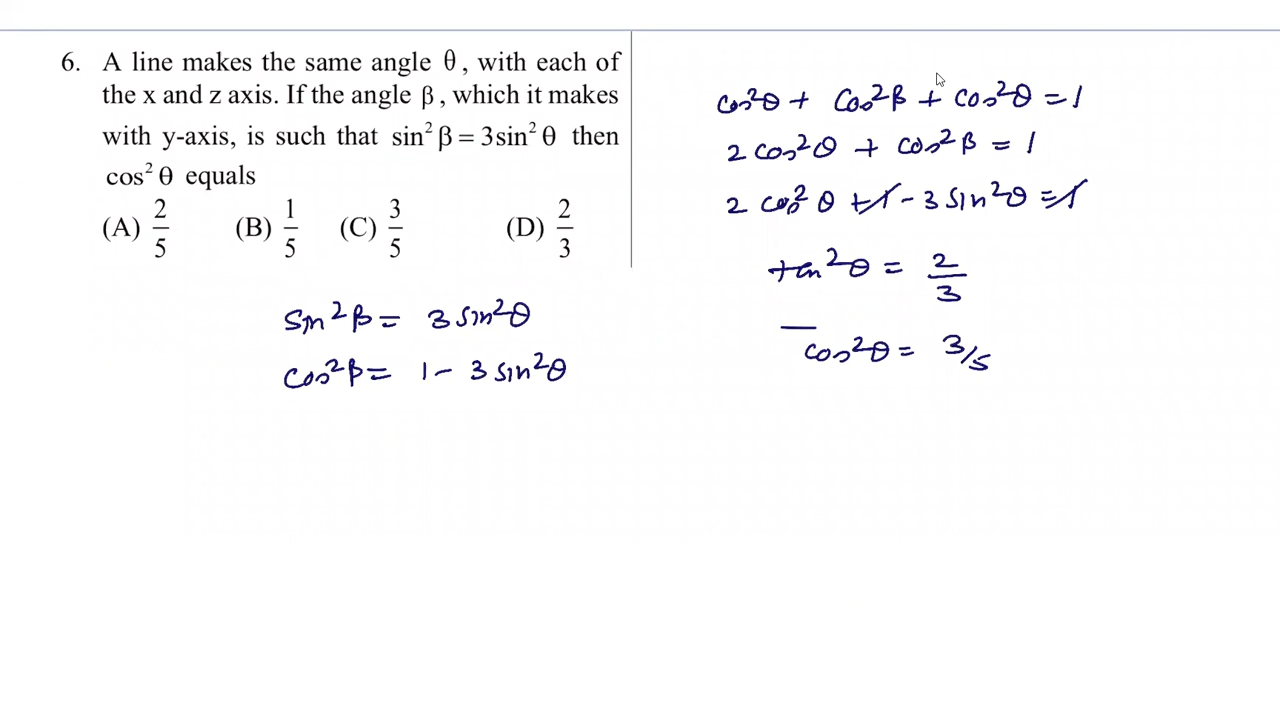 6. A line makes the same angle θ, with each of
the x and z axis. If the angle β, which it makes
with y-axis, is such that sin² β = 3sin² θ then
cos² θ equals
(A) 2/5 (B) 1/5 (C) 3/5 (D) 2/3
sin²β = 3 sin²θ
cos²β = 1 - 3 sin²θ
cos²θ + cos²β + cos²θ = 1
2 cos²θ + cos²β = 1
2 cos²θ + 1 - 3 sin²θ = 1
tan²θ = 2/3
cos²θ = 3/5